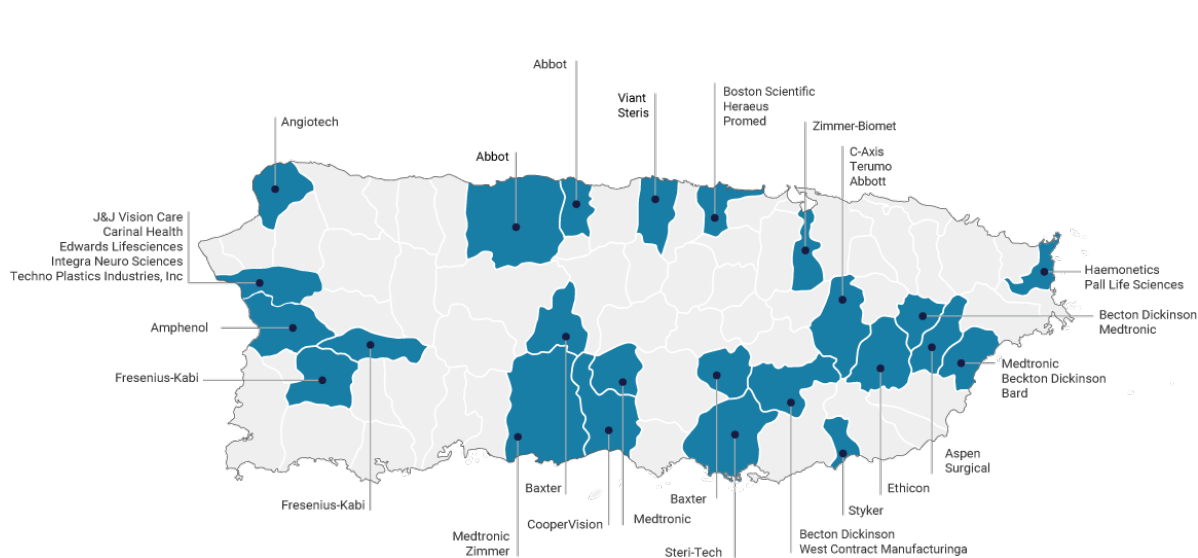 Abbot
Viant
Steris
Boston Scientific
Heraeus
Promed
Angiotech
Zimmer-Biomet
Abbot
C-Axis
Terumo
Abbott
J&J Vision Care
Carinal Health
Edwards Lifesciences
Integra Neuro Sciences
Techno Plastics Industries, Inc
Haemonetics
Pall Life Sciences
Amphenol
Becton Dickinson
Medtronic
Fresenius-Kabi
Medtronic
Beckton Dickinson
Bard
Aspen
Surgical
Fresenius-Kabi
Baxter
Baxter
Ethicon
CooperVision
Medtronic
Styker
Medtronic
Zimmer
Steri-Tech
Becton Dickinson
West Contract Manufacturinga